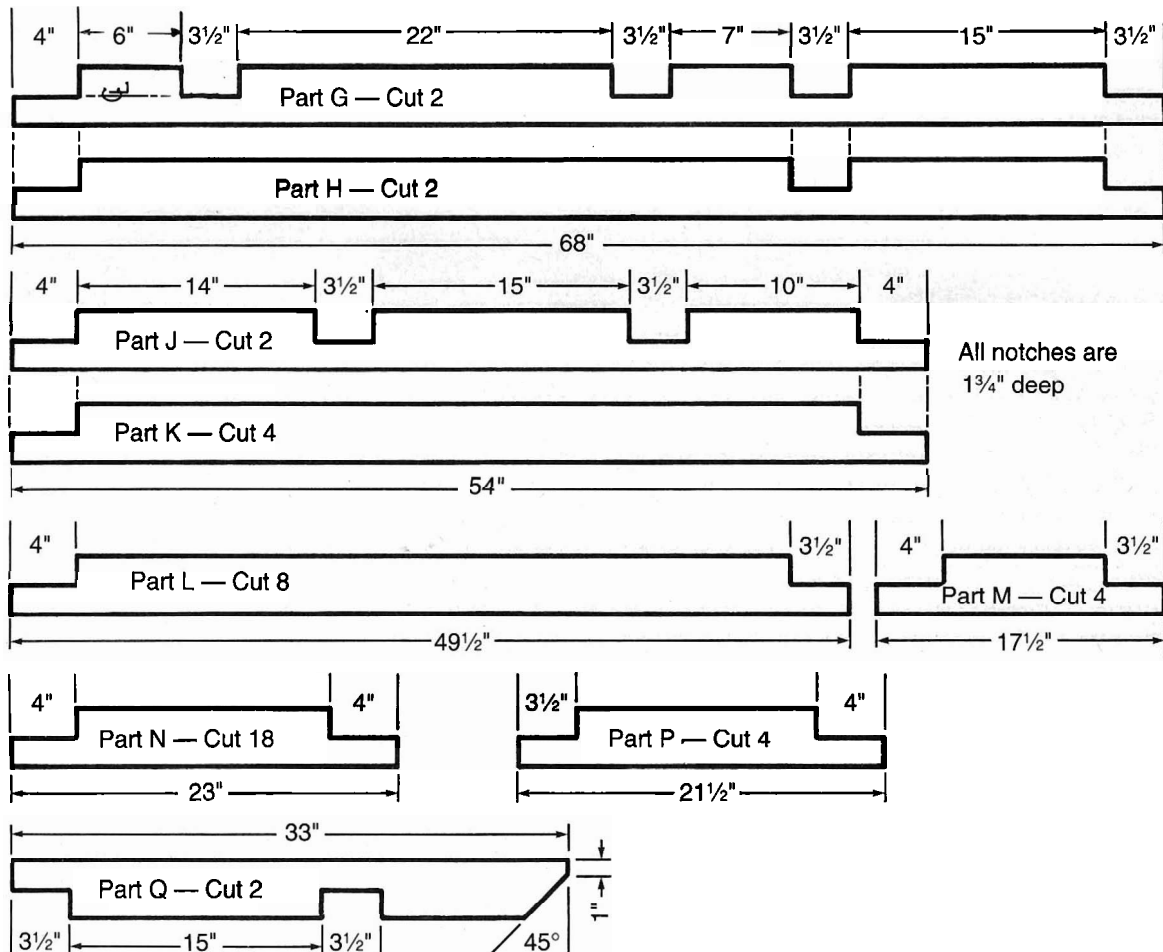 4" 6" 3½" 22" 3½" 7" 3½" 15" 3½"
Part G — Cut 2
Part H — Cut 2
68"
4" 14" 3½" 15" 3½" 10" 4"
Part J — Cut 2
All notches are
1¾" deep
Part K — Cut 4
54"
4" 3½" 4" 3½"
Part L — Cut 8
Part M — Cut 4
49½" 17½"
4" 4" 3½" 4"
Part N — Cut 18 Part P — Cut 4
23" 21½"
33"
Part Q — Cut 2
1"
3½" 15" 3½" 45°